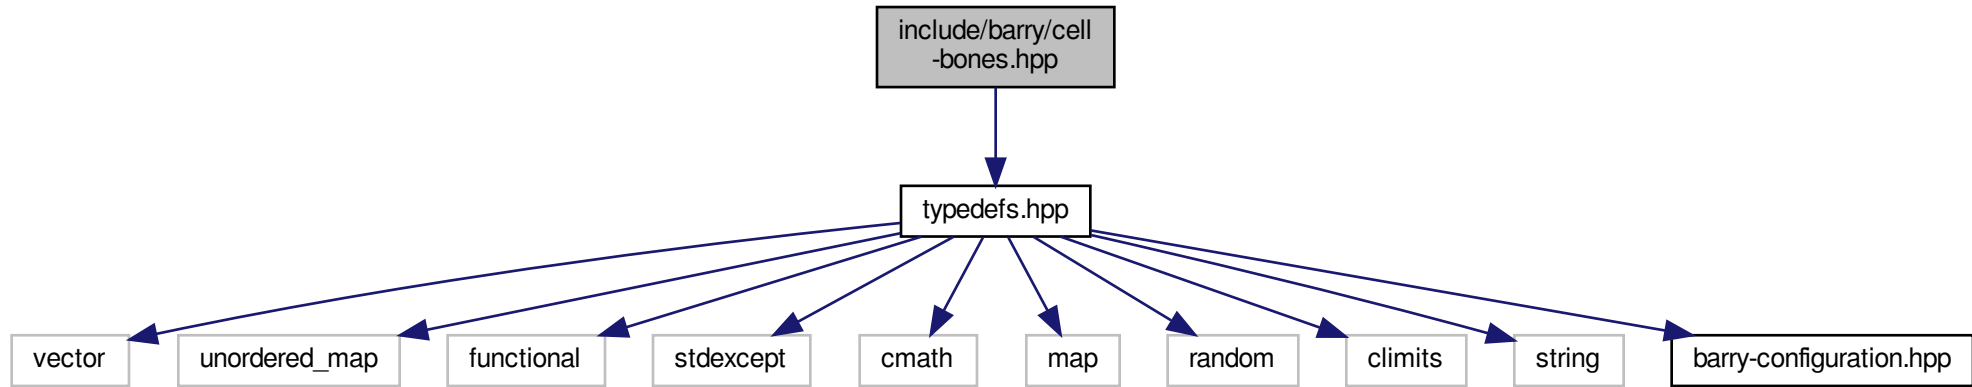 include/barry/cell
-bones.hpp
typedefs.hpp
vector
unordered_map
functional
stdexcept
cmath
map
random
climits
string
barry-configuration.hpp